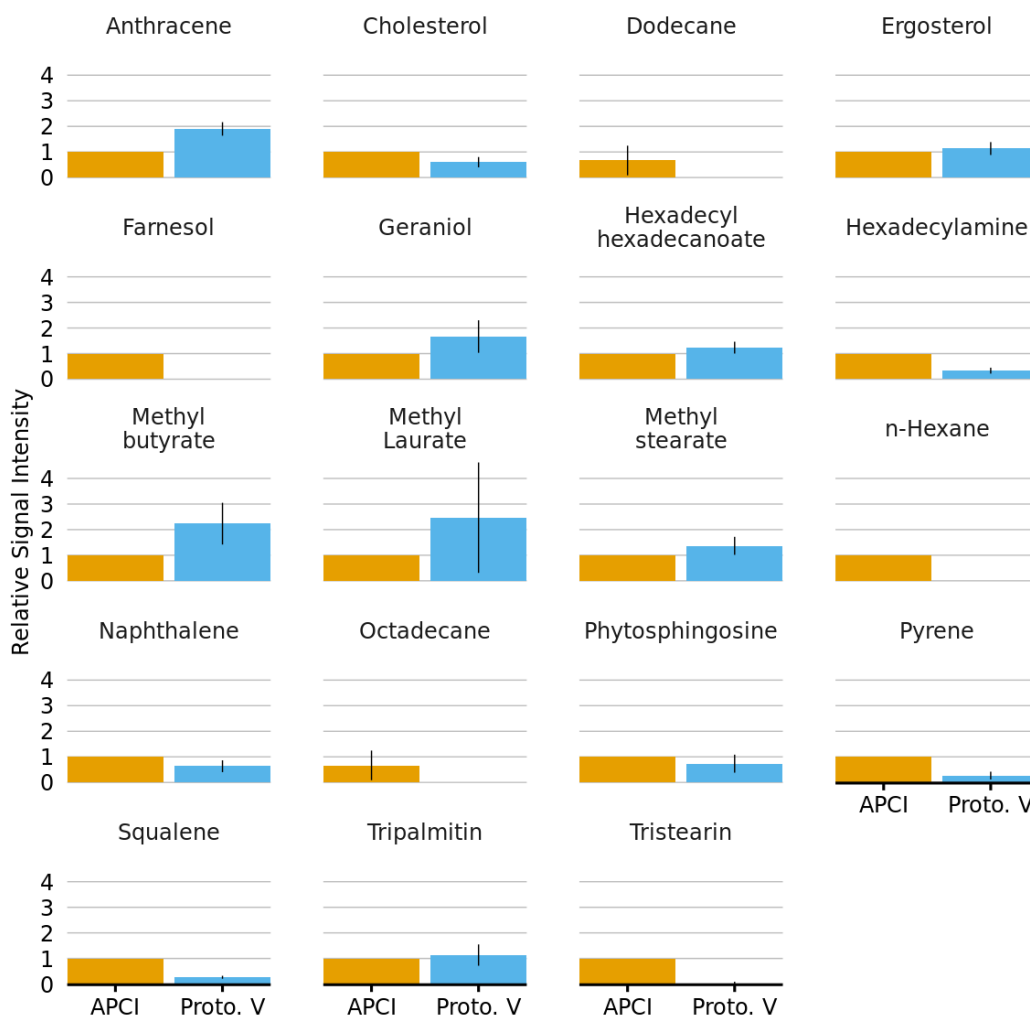 Anthracene
Cholesterol
Dodecane
Ergosterol
4
3
2
1
0
Farnesol
Geraniol
Hexadecyl
hexadecanoate
Hexadecylamine
4
3
2
1
0
Relative Signal Intensity
Methyl
butyrate
Methyl
Laurate
Methyl
stearate
n-Hexane
4
3
2
1
0
Naphthalene
Octadecane
Phytosphingosine
Pyrene
4
3
2
1
0
APCI
Proto. V
Squalene
Tripalmitin
Tristearin
4
3
2
1
0
APCI
Proto. V
APCI
Proto. V
APCI
Proto. V